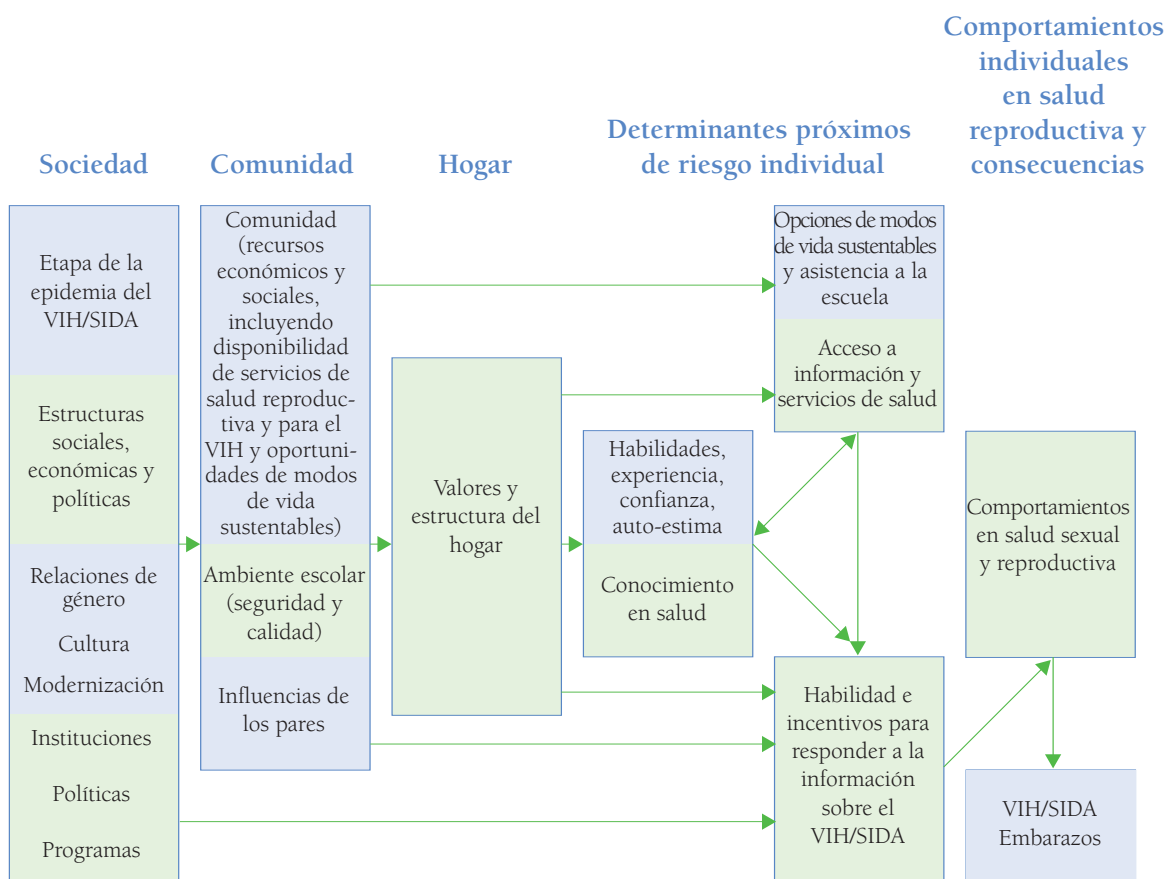 Comportamientos
individuales
en salud
reproductiva y
consecuencias
Determinantes próximos
de riesgo individual
Sociedad
Comunidad
Hogar
Etapa de la
epidemia del
VIH/SIDA
Estructuras
sociales,
económicas y
políticas
Relaciones de
género
Cultura
Modernización
Instituciones
Políticas
Programas
Comunidad
(recursos
económicos y
sociales,
incluyendo
disponibilidad
de servicios de
salud reproduc-
tiva y para el
VIH y oportuni-
dades de modos
de vida
sustentables)
Ambiente escolar
(seguridad y
calidad)
Influencias de
los pares
Valores y
estructura del
hogar
Habilidades,
experiencia,
confianza,
auto-estima
Conocimiento
en salud
Opciones de modos
de vida sustentables
y asistencia a la
escuela
Acceso a
información y
servicios de salud
Habilidad e
incentivos para
responder a la
información
sobre el
VIH/SIDA
Comportamientos
en salud sexual
y reproductiva
VIH/SIDA
Embarazos